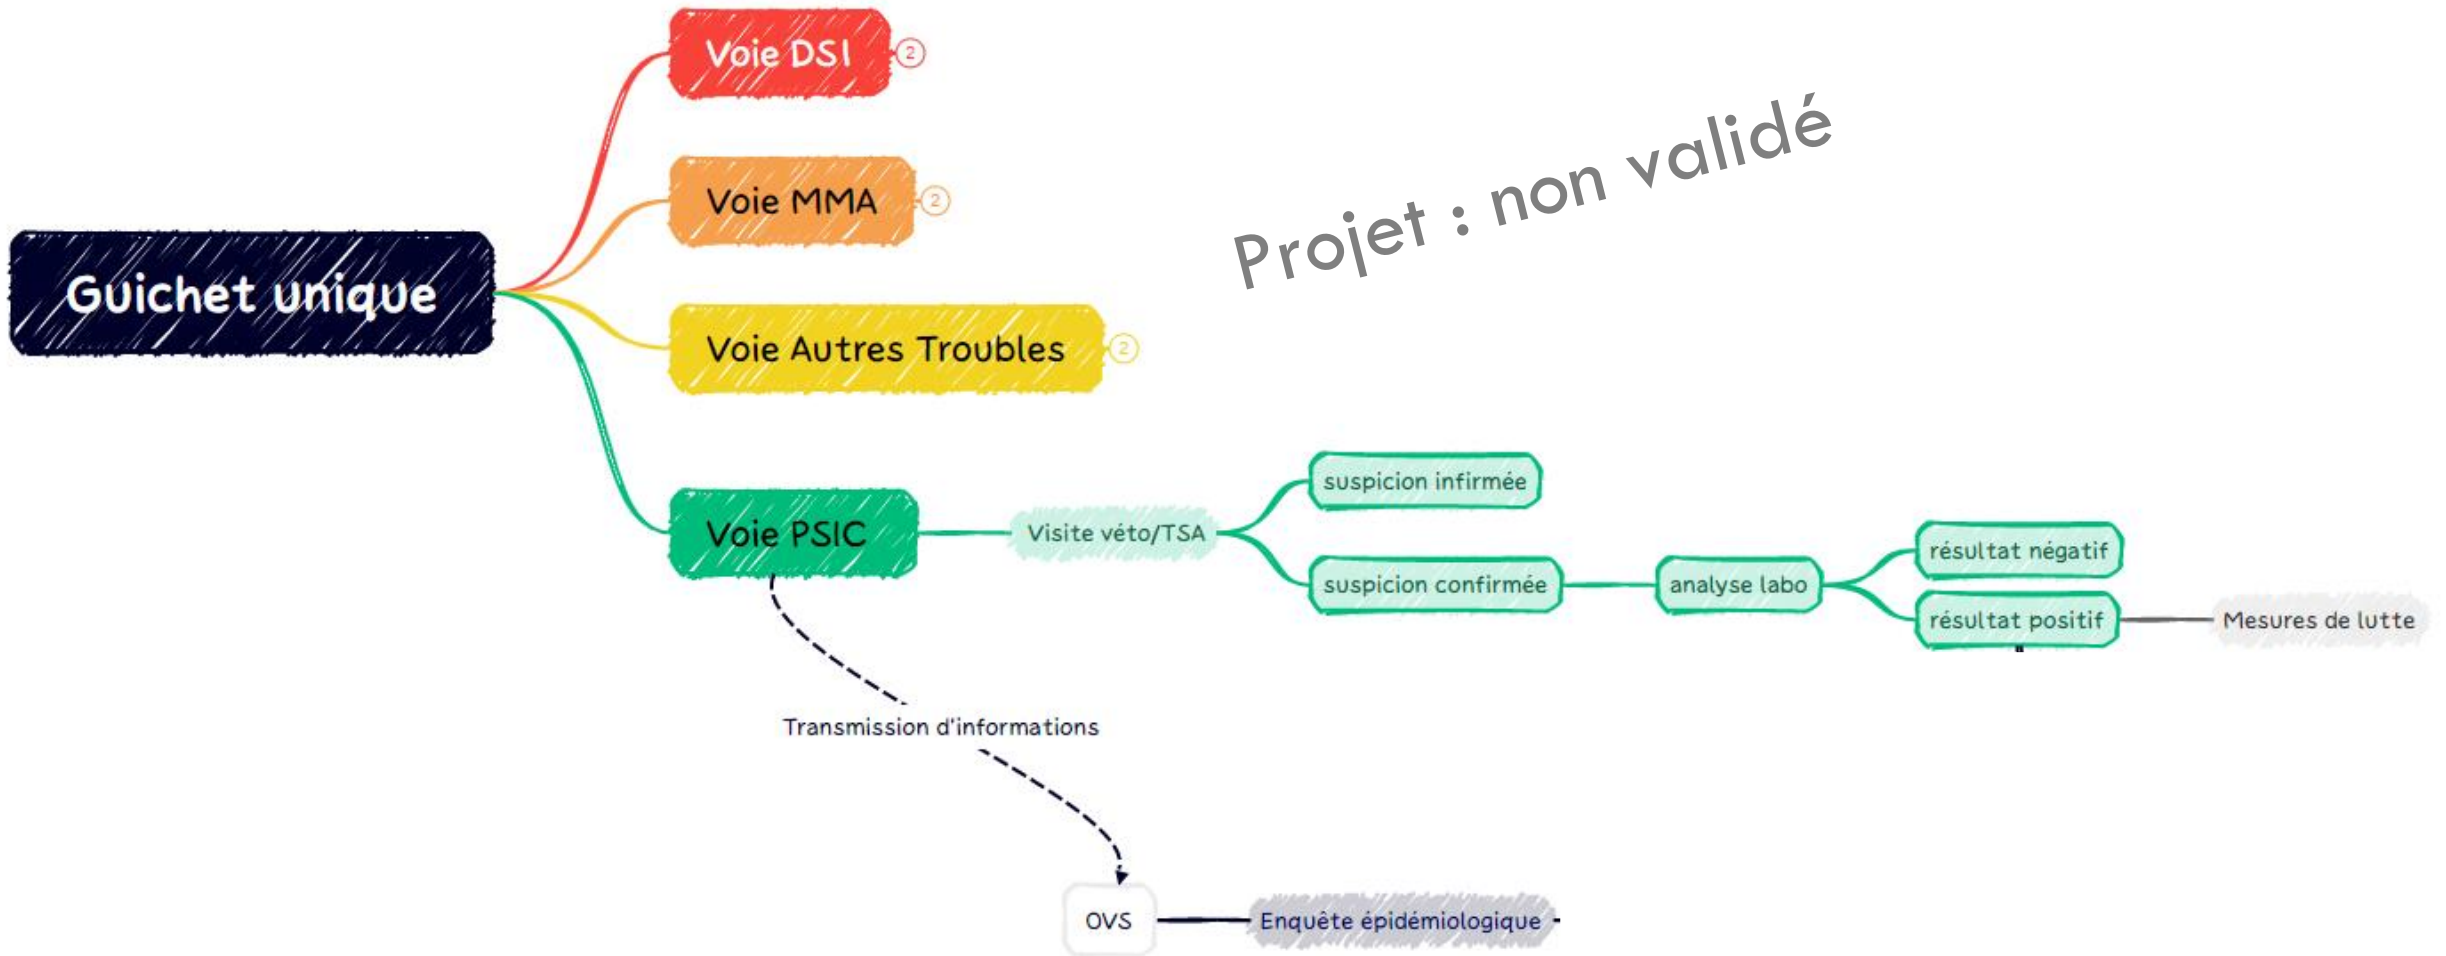 Voie DSI
2
Projet : non validé
Voie MMA
2
Guichet unique
Voie Autres Troubles
2
suspicion infirmée
Voie PSIC
Visite véto/TSA
résultat négatif
suspicion confirmée
analyse labo
résultat positif
Mesures de lutte
Transmission d'informations
OVS
Enquête épidémiologique